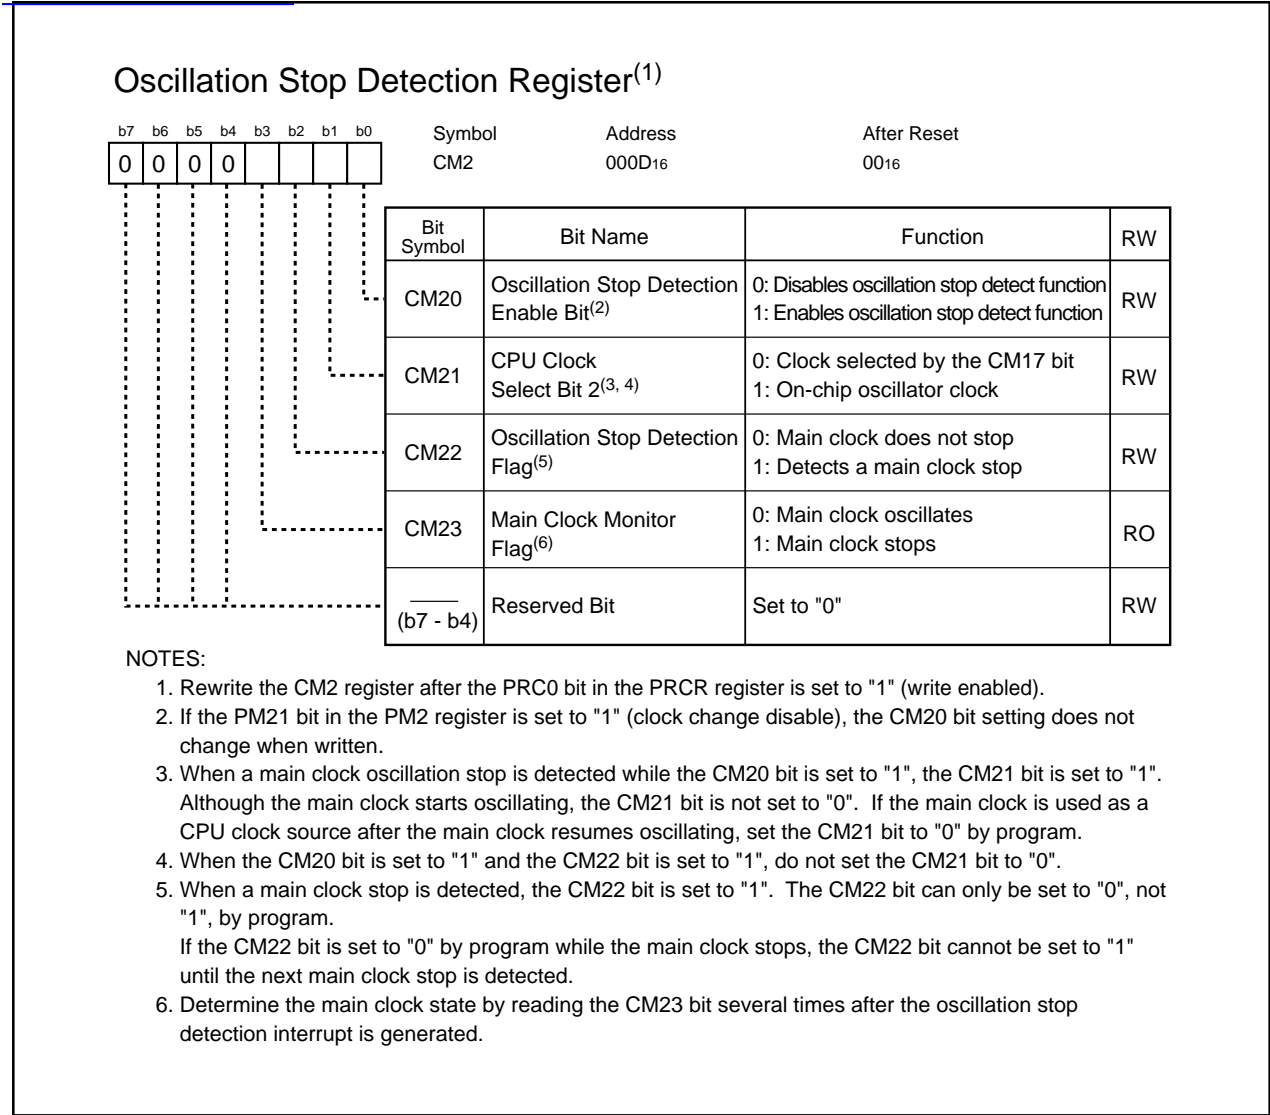 Oscillation Stop Detection Register(1)
b7 b6 b5 b4 b3 b2 b1 b0 Symbol Address After Reset
0 0 0 0 CM2 000D16 0016
Bit Symbol Bit Name Function RW
CM20 Oscillation Stop Detection 0: Disables oscillation stop detect function RW
Enable Bit(2) 1: Enables oscillation stop detect function
CM21 CPU Clock 0: Clock selected by the CM17 bit RW
Select Bit 2(3, 4) 1: On-chip oscillator clock
CM22 Oscillation Stop Detection 0: Main clock does not stop RW
Flag(5) 1: Detects a main clock stop
CM23 Main Clock Monitor 0: Main clock oscillates RO
Flag(6) 1: Main clock stops
(b7 - b4) Reserved Bit Set to "0" RW
NOTES:
1. Rewrite the CM2 register after the PRC0 bit in the PRCR register is set to "1" (write enabled).
2. If the PM21 bit in the PM2 register is set to "1" (clock change disable), the CM20 bit setting does not
change when written.
3. When a main clock oscillation stop is detected while the CM20 bit is set to "1", the CM21 bit is set to "1".
Although the main clock starts oscillating, the CM21 bit is not set to "0". If the main clock is used as a
CPU clock source after the main clock resumes oscillating, set the CM21 bit to "0" by program.
4. When the CM20 bit is set to "1" and the CM22 bit is set to "1", do not set the CM21 bit to "0".
5. When a main clock stop is detected, the CM22 bit is set to "1". The CM22 bit can only be set to "0", not
"1", by program.
If the CM22 bit is set to "0" by program while the main clock stops, the CM22 bit cannot be set to "1"
until the next main clock stop is detected.
6. Determine the main clock state by reading the CM23 bit several times after the oscillation stop
detection interrupt is generated.